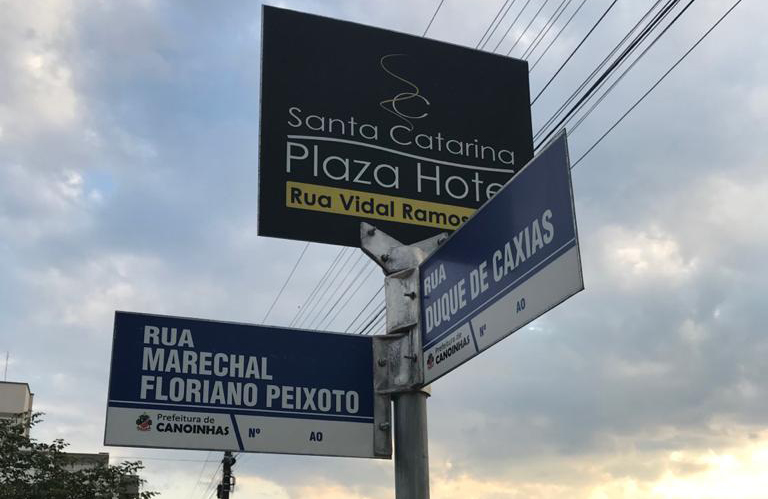 Santa Catarina
Plaza Hote
Rua Vidal Ramos
RUA
DUQUE DE CAXIAS
Prefeitura de
CANOINHAS
Nº AO
RUA
MARECHAL
FLORIANO PEIXOTO
Prefeitura de
CANOINHAS
Nº AO